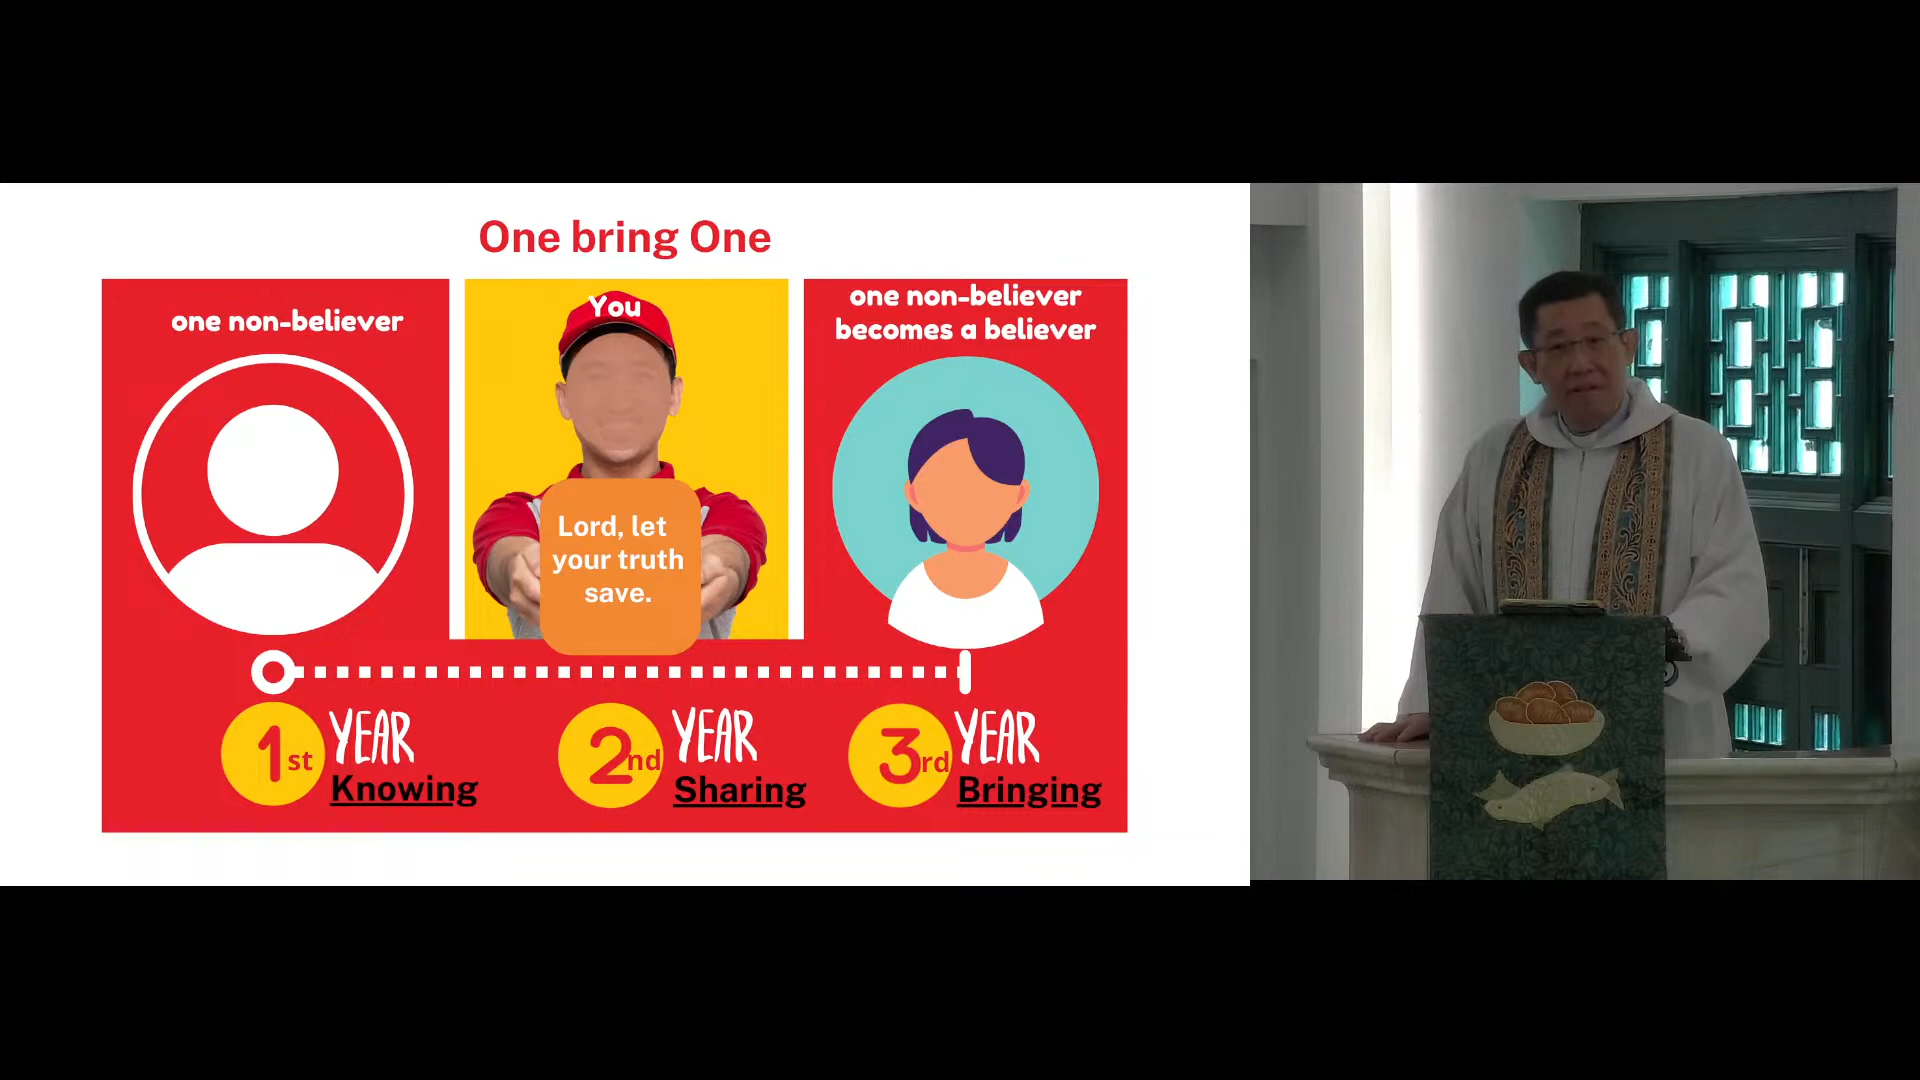 One bring One
one non-believer
You
one non-believer
becomes a believer
Lord, let
your truth
save.
1st YEAR
Knowing
2nd YEAR
Sharing
3rd YEAR
Bringing